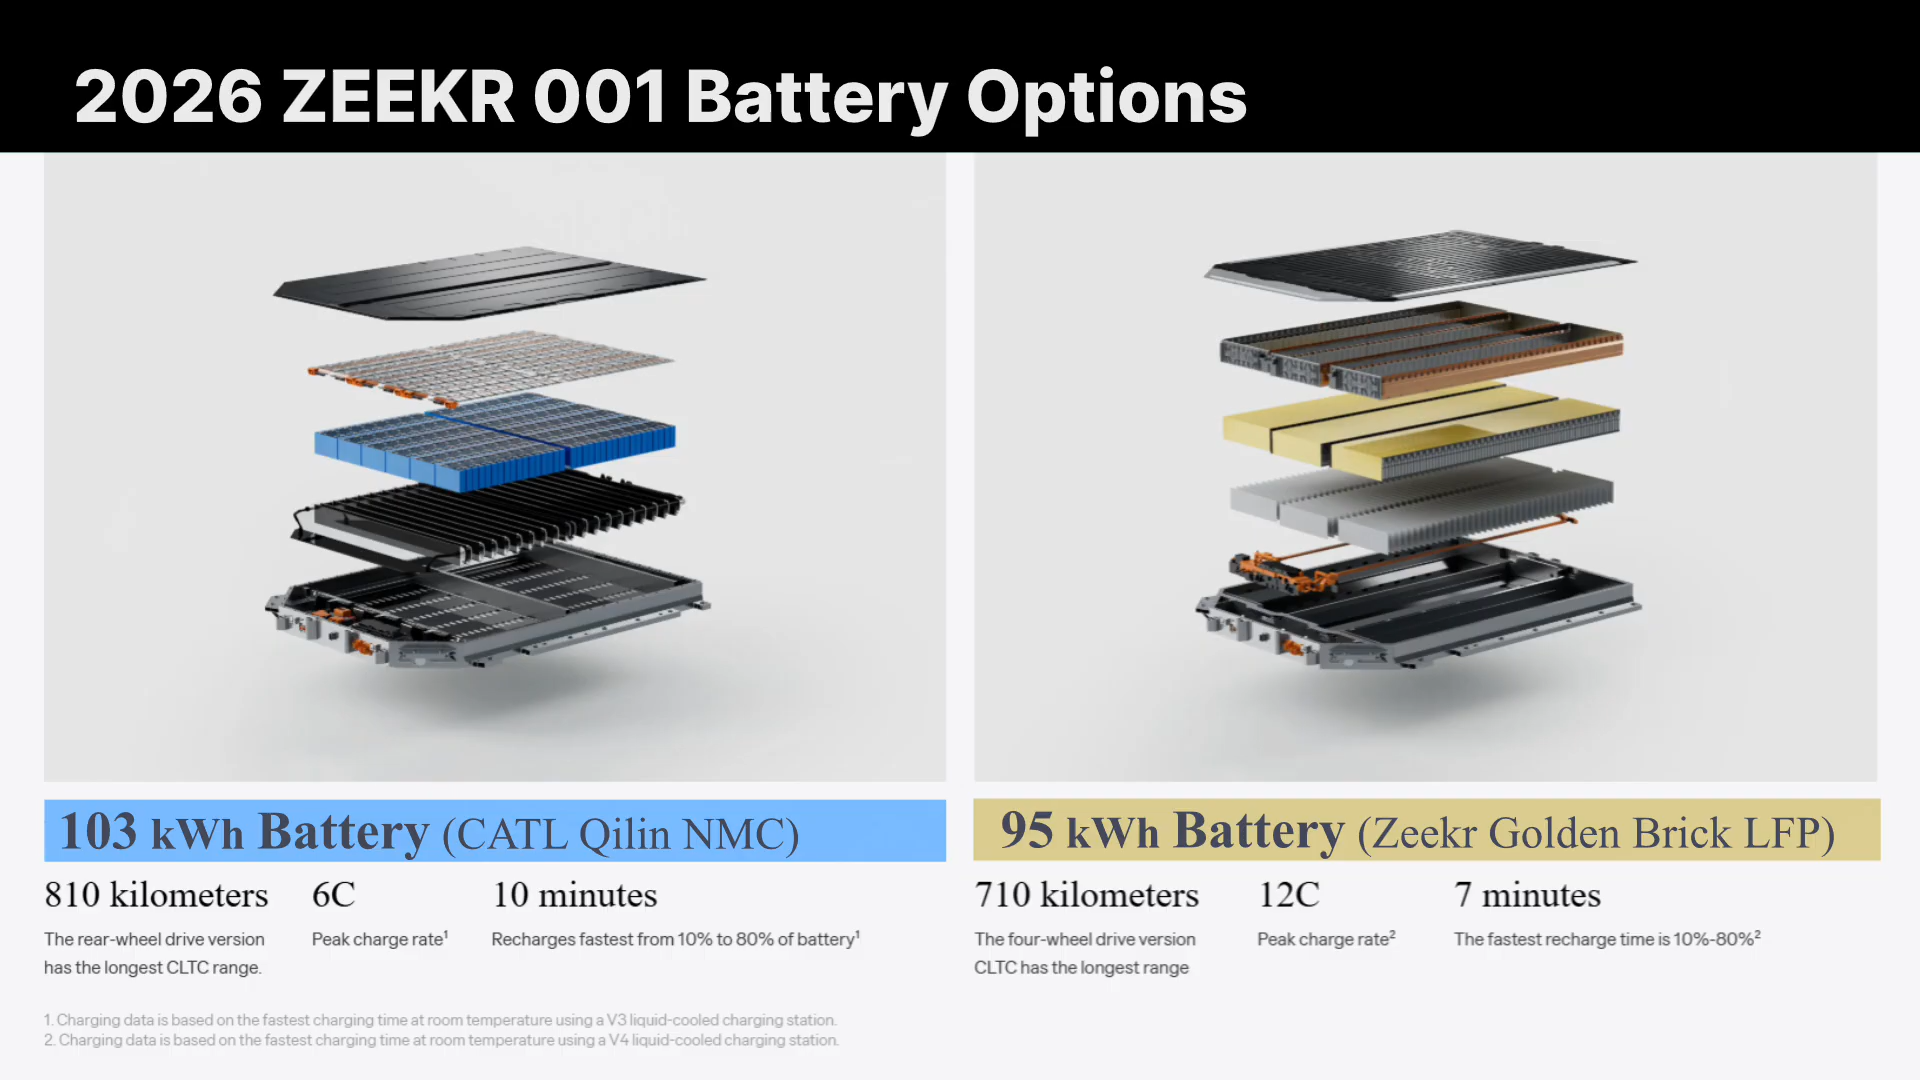 2026 ZEEKR 001 Battery Options
103 kWh Battery (CATL Qilin NMC)
810 kilometers
The rear-wheel drive version
has the longest CLTC range.
6C
Peak charge rate¹
10 minutes
Recharges fastest from 10% to 80% of battery¹
95 kWh Battery (Zeekr Golden Brick LFP)
710 kilometers
The four-wheel drive version
CLTC has the longest range
12C
Peak charge rate²
7 minutes
The fastest recharge time is 10%-80%²
1. Charging data is based on the fastest charging time at room temperature using a V3 liquid-cooled charging station.
2. Charging data is based on the fastest charging time at room temperature using a V4 liquid-cooled charging station.